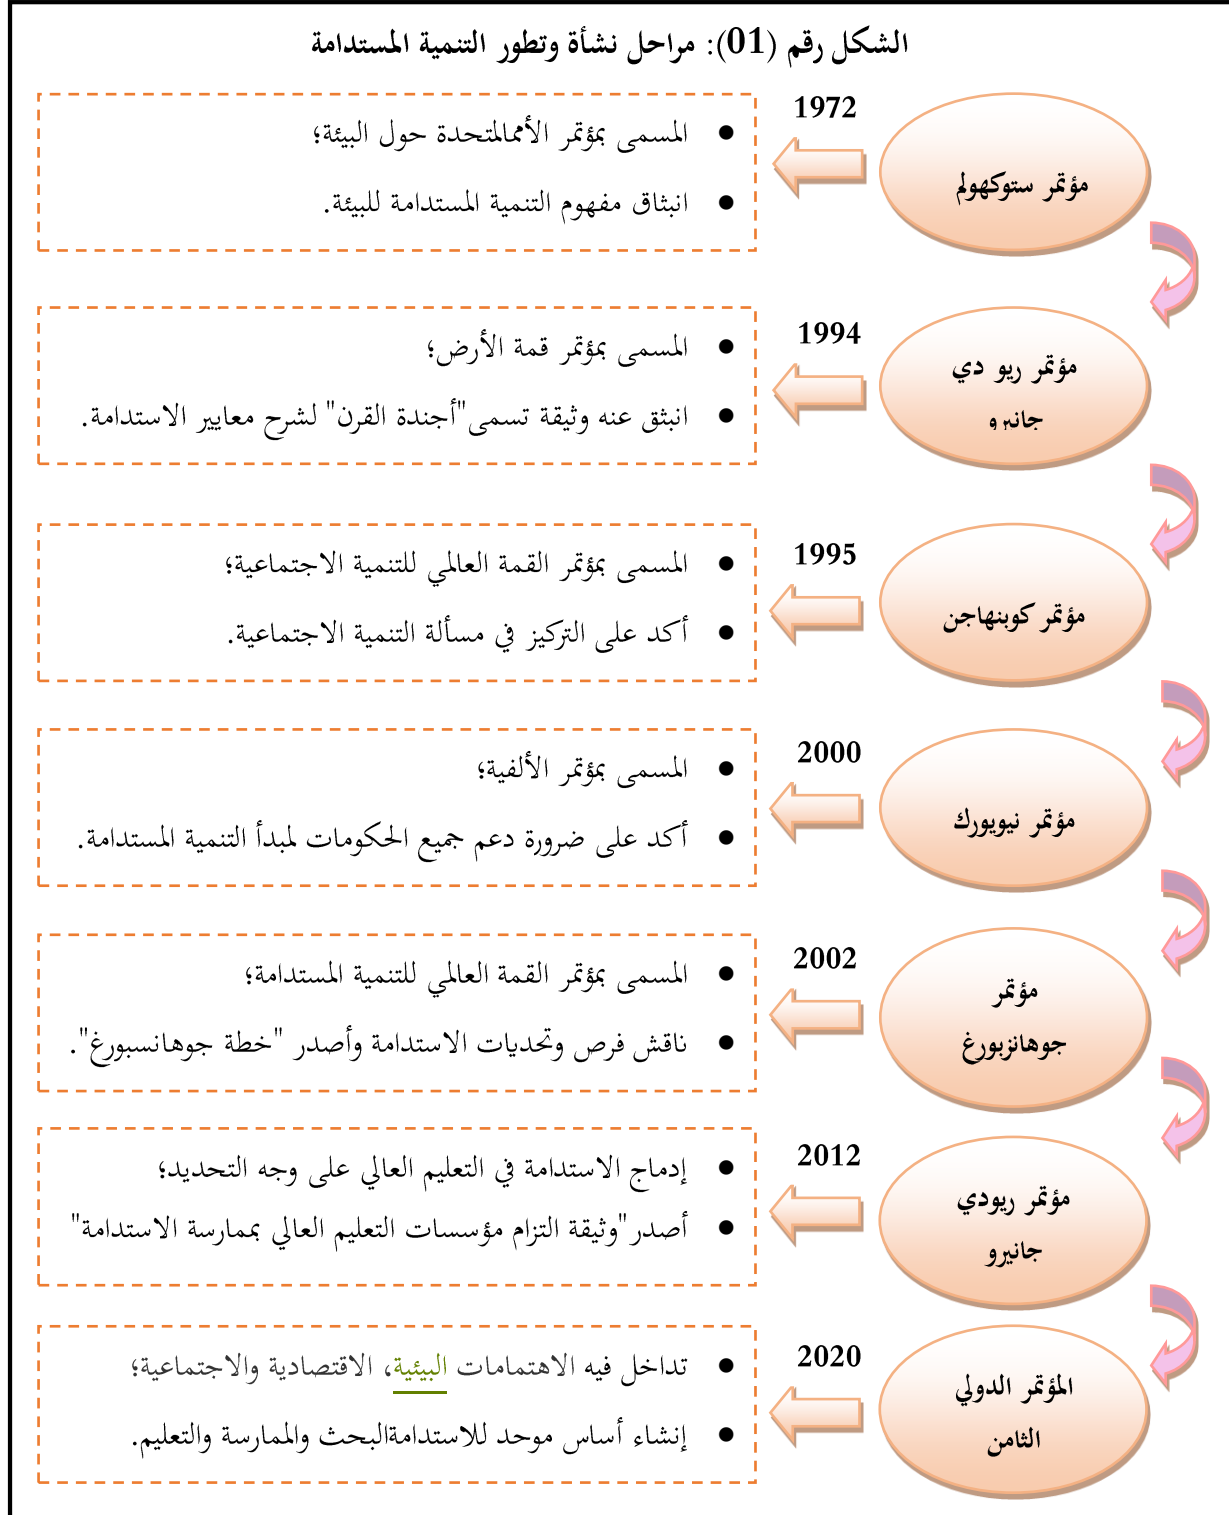 الشكل رقم (01): مراحل نشأة وتطور التنمية المستدامة
مؤتمر ستوكهولم
1972
المسمى بمؤتمر الأممالمتحدة حول البيئة؛
انبثاق مفهوم التنمية المستدامة للبيئة.
مؤتمر ريو دي
جانيرو
1994
المسمى بمؤتمر قمة الأرض؛
انبثق عنه وثيقة تسمى"أجندة القرن" لشرح معايير الاستدامة.
مؤتمر كوبنهاجن
1995
المسمى بمؤتمر القمة العالمي للتنمية الاجتماعية؛
أكد على التركيز في مسألة التنمية الاجتماعية.
مؤتمر نيويورك
2000
المسمى بمؤتمر الألفية؛
أكد على ضرورة دعم جميع الحكومات لمبدأ التنمية المستدامة.
مؤتمر
جوهانزبورغ
2002
المسمى بمؤتمر القمة العالمي للتنمية المستدامة؛
ناقش فرص وتحديات الاستدامة وأصدر "خطة جوهانسبورغ".
مؤتمر ريودي
جانيرو
2012
إدماج الاستدامة في التعليم العالي على وجه التحديد؛
أصدر"وثيقة التزام مؤسسات التعليم العالي بممارسة الاستدامة"
المؤتمر الدولي
الثامن
2020
تداخل فيه الاهتمامات البيئية، الاقتصادية والاجتماعية؛
إنشاء أساس موحد للاستدامةالبحث والممارسة والتعليم.